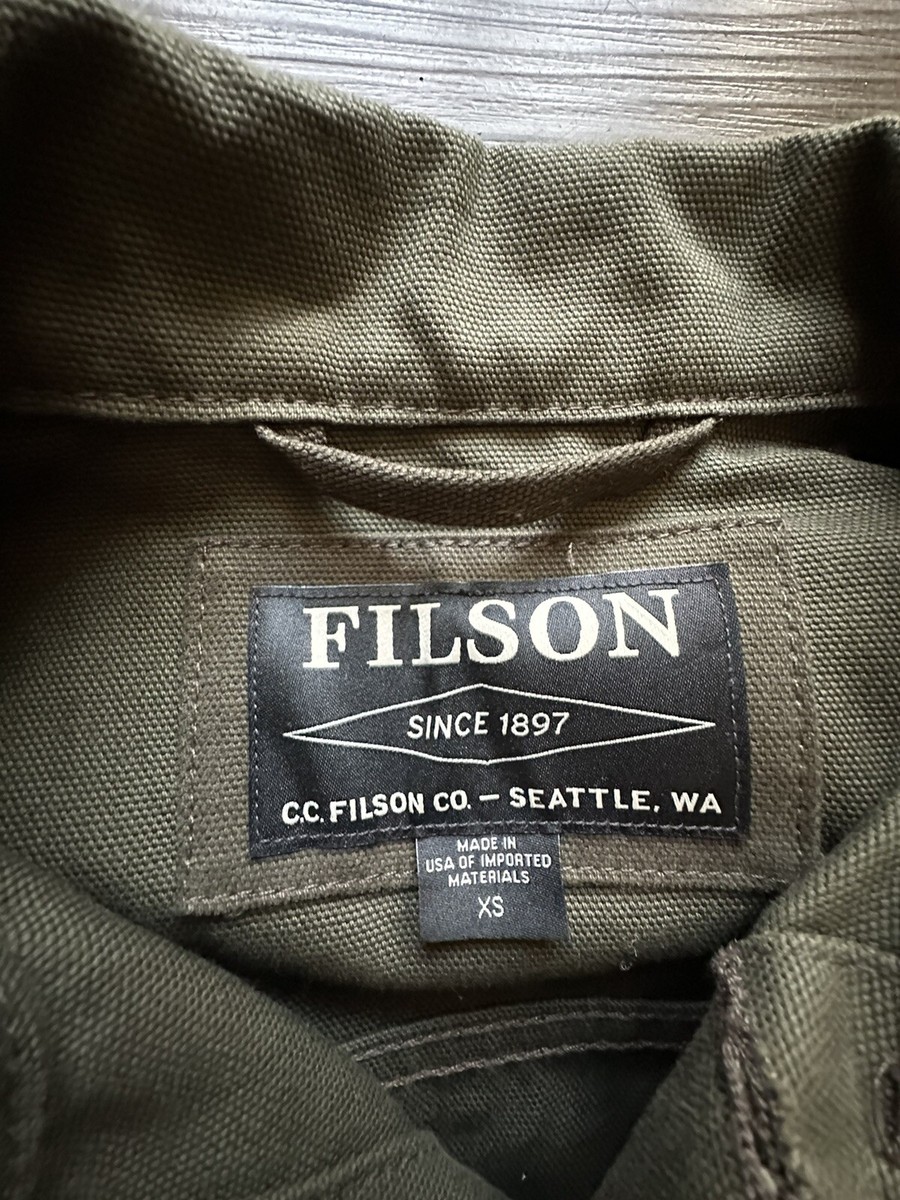 FILSON
SINCE 1897
C.C. FILSON CO. – SEATTLE, WA
MADE IN
USA OF IMPORTED
MATERIALS
XS